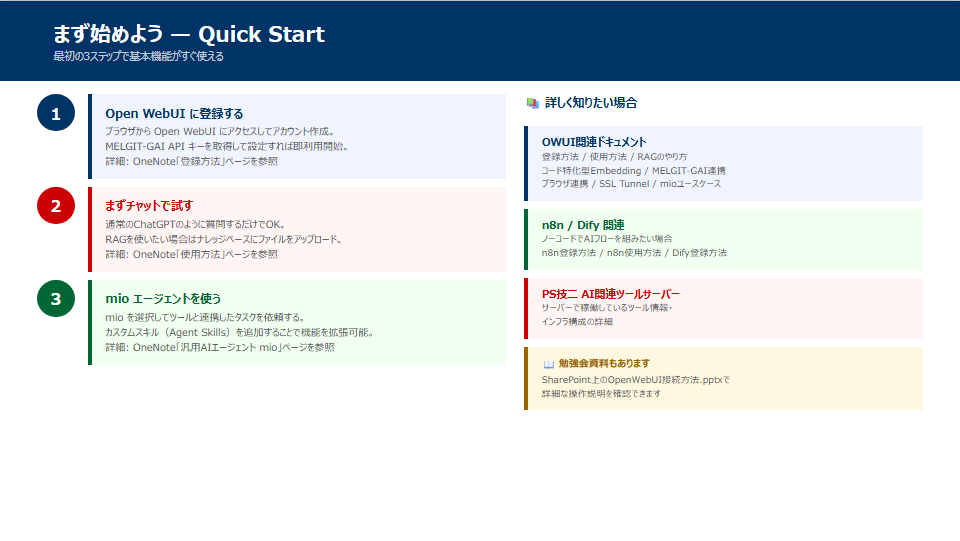 まず始めよう — Quick Start
最初の3ステップで基本機能がすぐ使える
1
Open WebUI に登録する
ブラウザから Open WebUI にアクセスしてアカウント作成。
MELGIT-GAI API キーを取得して設定すれば即利用開始。
詳細: OneNote「登録方法」ページを参照
2
まずチャットで試す
通常のChatGPTのように質問するだけでOK。
RAGを使いたい場合はナレッジベースにファイルをアップロード。
詳細: OneNote「使用方法」ページを参照
3
mio エージェントを使う
mio を選択してツールと連携したタスクを依頼する。
カスタムスキル（Agent Skills）を追加することで機能を拡張可能。
詳細: OneNote「汎用AIエージェント mio」ページを参照
詳しく知りたい場合
OWUI関連ドキュメント
登録方法 / 使用方法 / RAGのやり方
コード特化型Embedding / MELGIT-GAI連携
ブラウザ連携 / SSL Tunnel / mioユースケース
n8n / Dify 関連
ノーコードでAIフローを組みたい場合
n8n登録方法 / n8n使用方法 / Dify登録方法
PS技二 AI関連ツールサーバー
サーバーで稼働しているツール情報・
インフラ構成の詳細
勉強会資料もあります
SharePoint上のOpenWebUI接続方法.pptxで
詳細な操作説明を確認できます